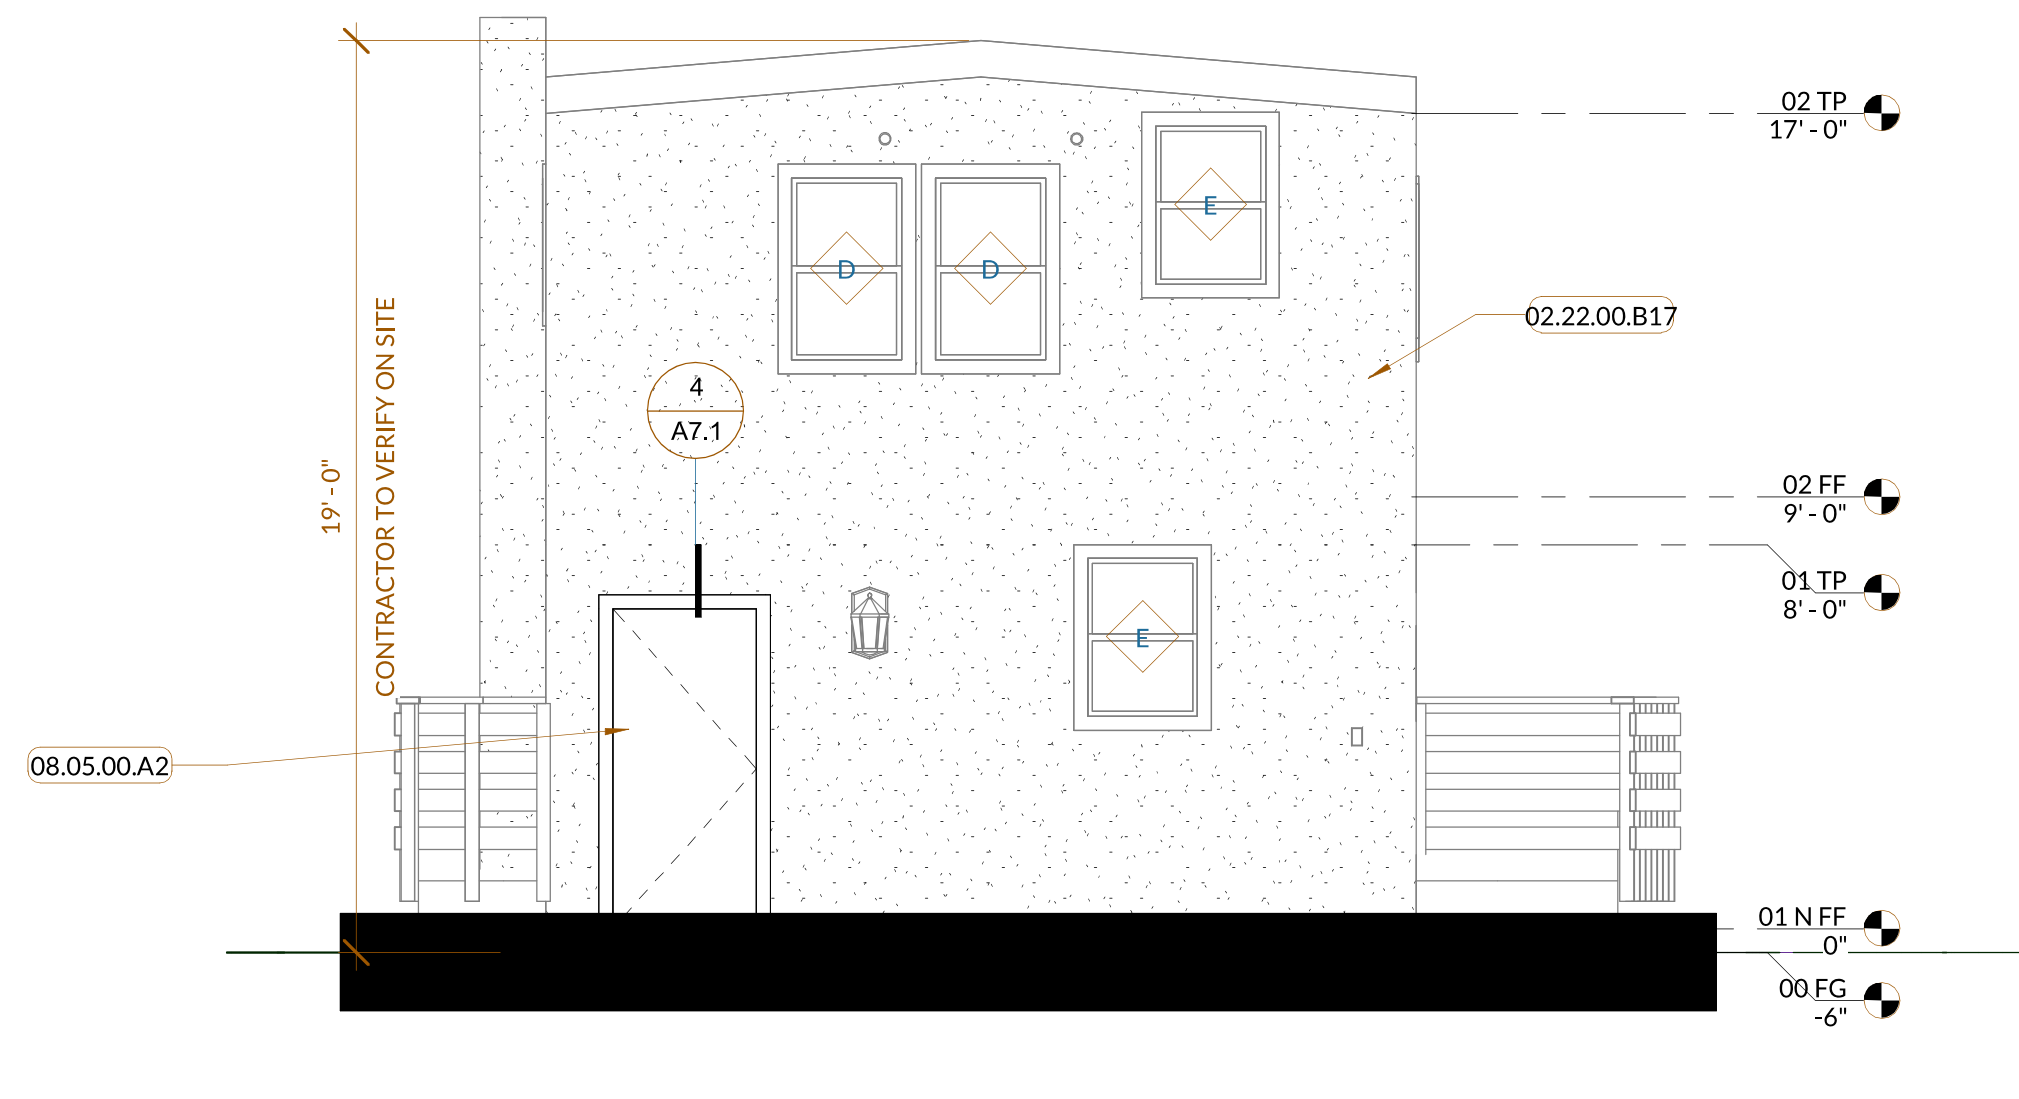 02 TP
17' - 0"
E
D
D
02.22.00.B17
4
A7.1
19' - 0"
CONTRACTOR TO VERIFY ON SITE
02 FF
9' - 0"
01 TP
8' - 0"
E
08.05.00.A2
01 N FF
0"
00 FG
-6"